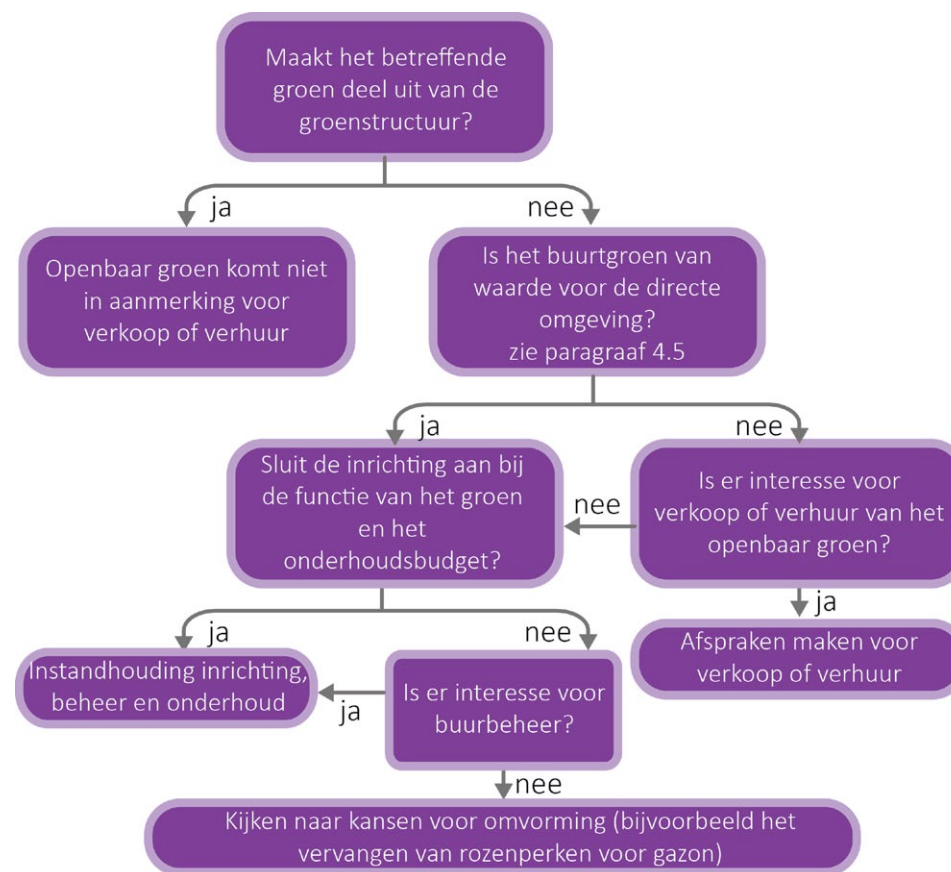 Maakt het betreffende
groen deel uit van de
groenstructuur?
ja
nee
Openbaar groen komt niet
in aanmerking voor
verkoop of verhuur
Is het buurtgroen van
waarde voor de directe
omgeving?
zie paragraaf 4.5
ja
nee
Sluit de inrichting aan bij
de functie van het groen
en het
onderhoudsbudget?
nee
Is er interesse voor
verkoop of verhuur van het
openbaar groen?
ja
nee
ja
Instandhouding inrichting,
beheer en onderhoud
ja
Is er interesse voor
buurbeheer?
Afspraken maken voor
verkoop of verhuur
nee
Kijken naar kansen voor omvorming (bijvoorbeeld het
vervangen van rozenperken voor gazon)